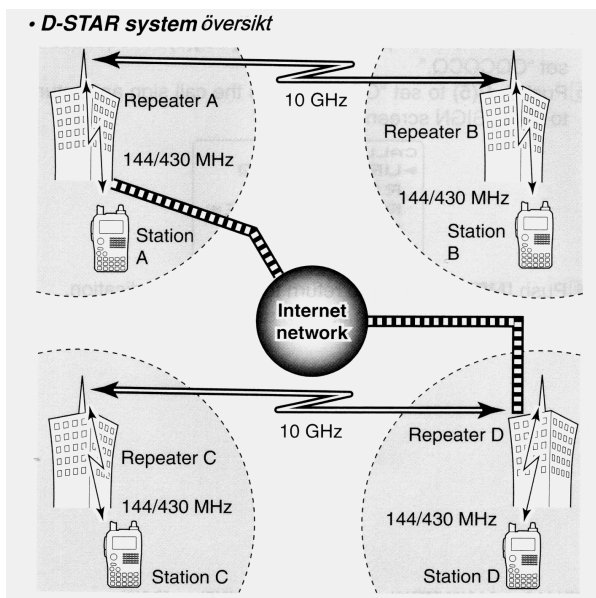 • D-STAR system översikt
Repeater A
10 GHz
Repeater B
144/430 MHz
144/430 MHz
Station
A
Station
B
Internet
network
10 GHz
Repeater C
Repeater D
144/430 MHz
144/430 MHz
Station C
Station D